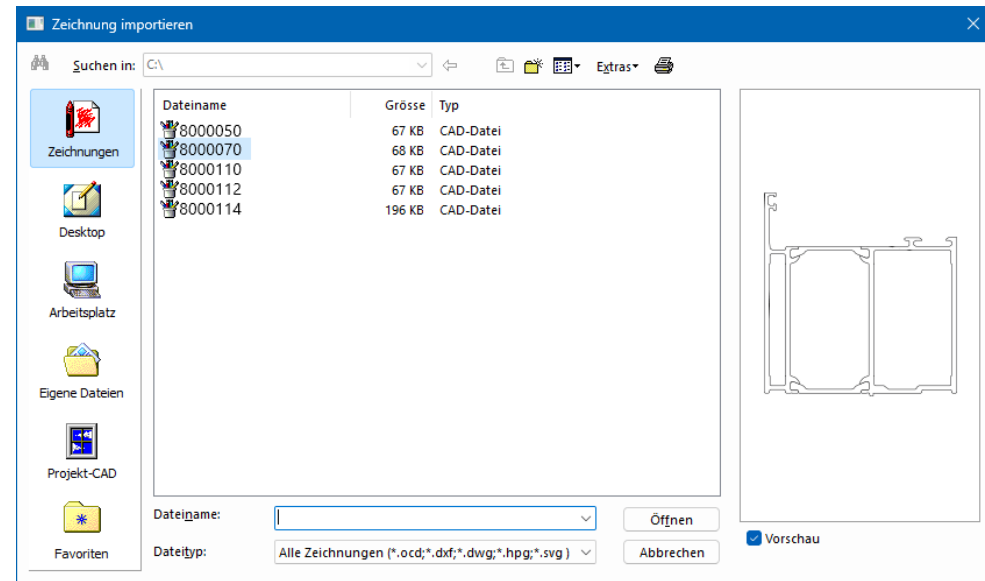 Zeichnung importieren
Suchen in: C:\ Extras
Zeichnungen
Desktop
Arbeitsplatz
Eigene Dateien
Projekt-CAD
Favoriten
Dateiname Grösse Typ
8000050 67 KB CAD-Datei
8000070 68 KB CAD-Datei
8000110 67 KB CAD-Datei
8000112 67 KB CAD-Datei
8000114 196 KB CAD-Datei
Dateiname: Öffnen
Dateityp: Alle Zeichnungen (*.ocd;*.dxf;*.dwg;*.hpg;*.svg ) Abbrechen
Vorschau